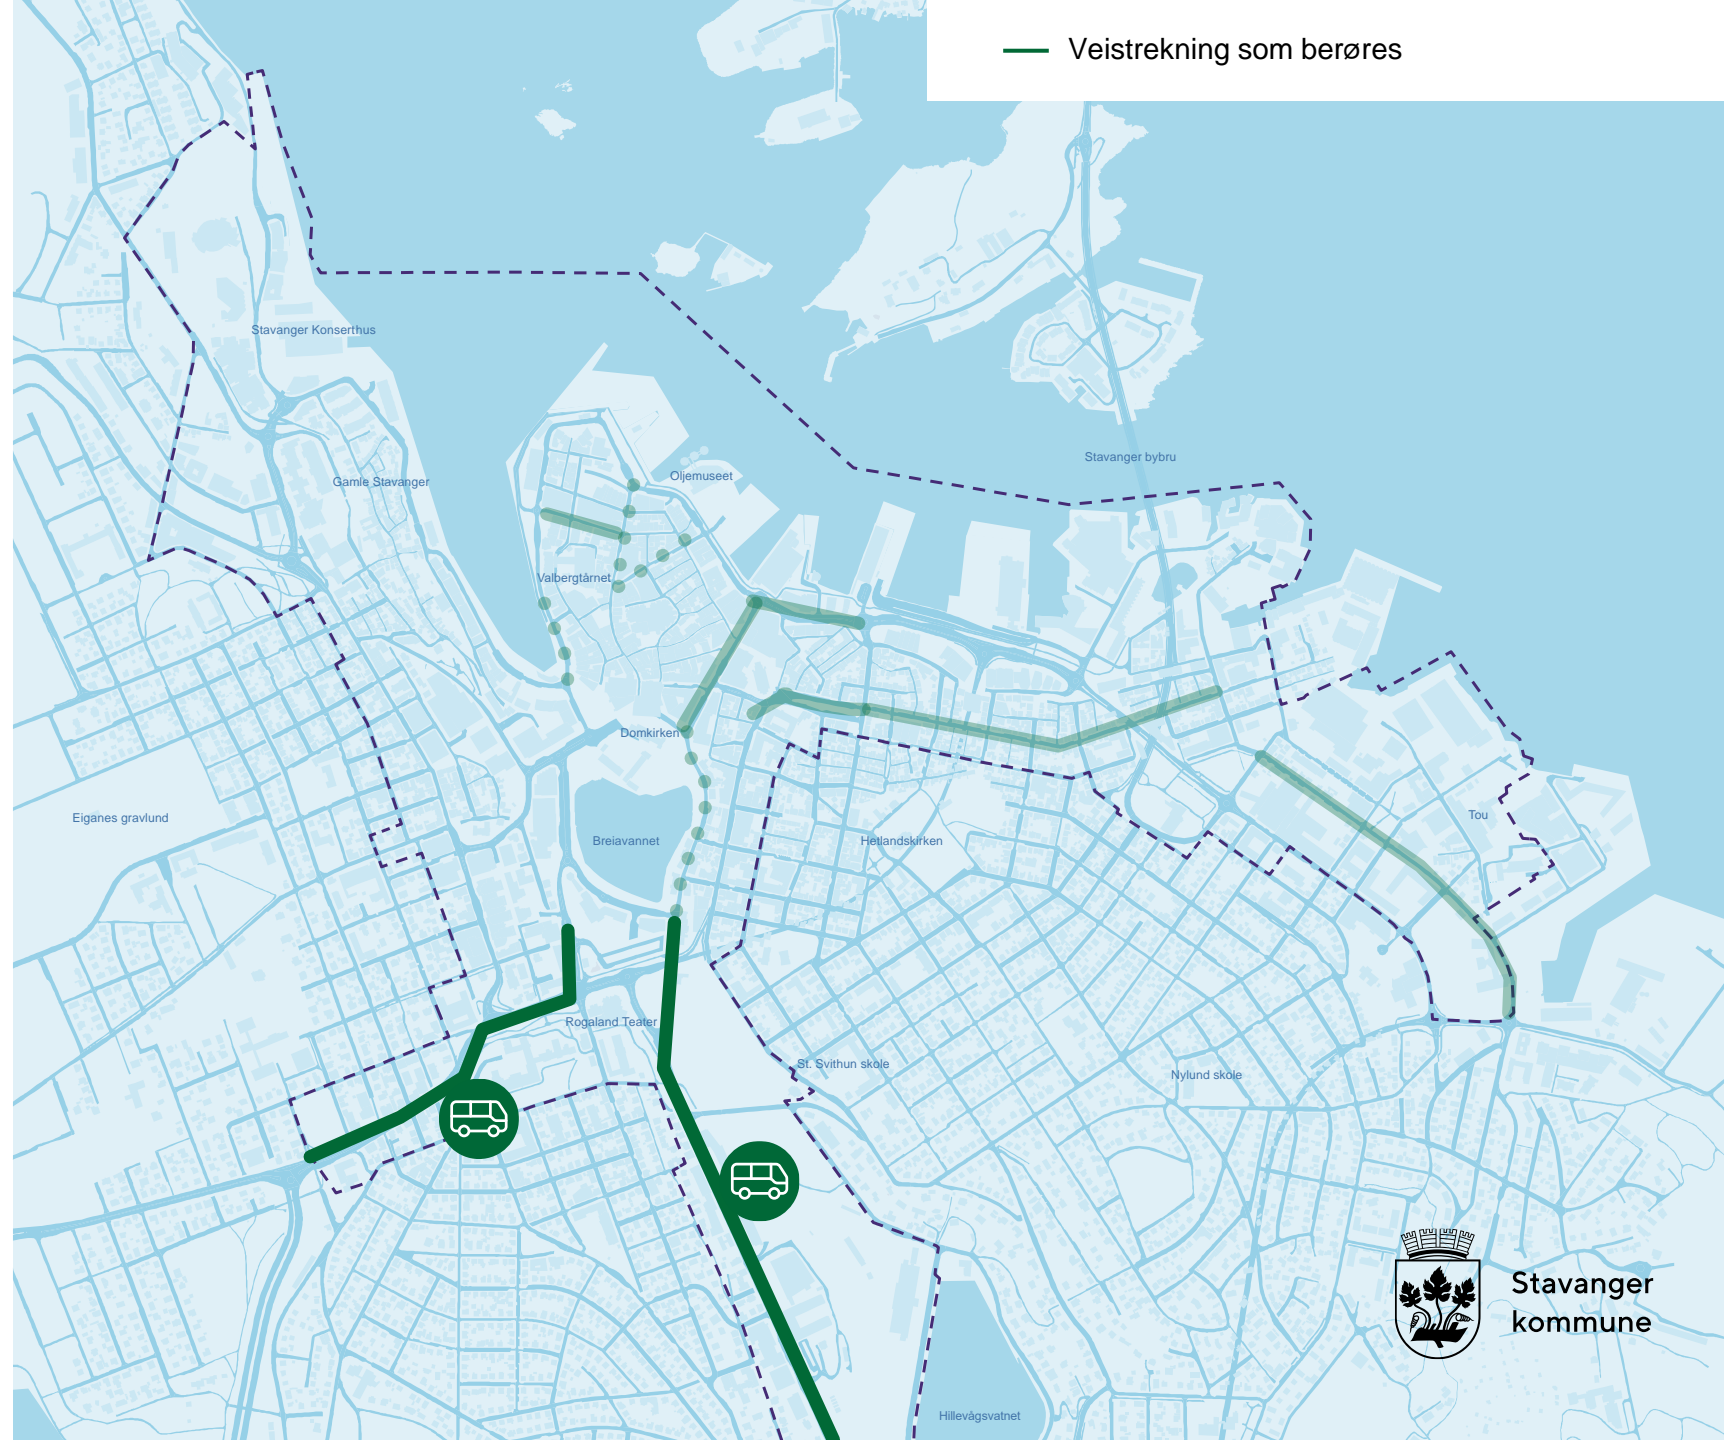 Veistrekning som berøres
Stavanger Konserthus
Stavanger bybru
Oljemuseet
Gamle Stavanger
Valbergtårnet
Domkirken
Eiganes gravlund
Tou
Breiavannet
Hetlandskirken
Rogaland Teater
St. Svithun skole
Nylund skole
Stavanger
kommune
Hillevågsvatnet